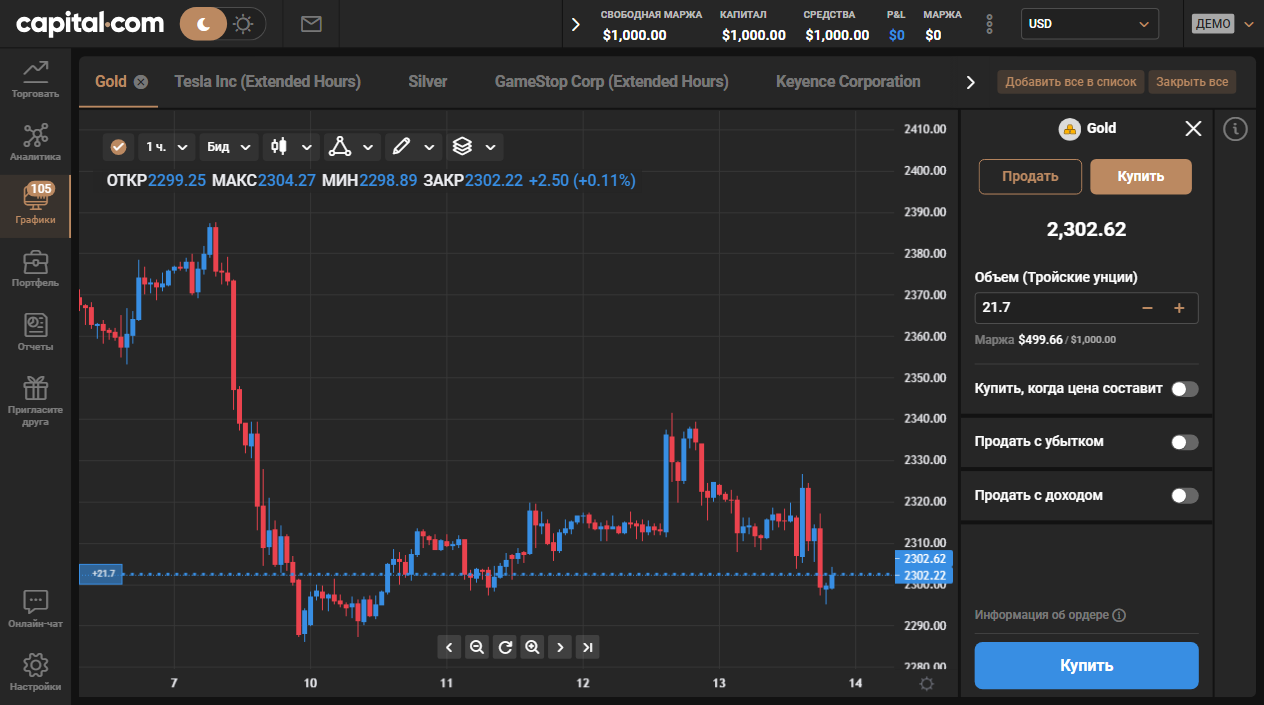 capital.com
СВОБОДНАЯ МАРЖА КАПИТАЛ СРЕДСТВА P&L МАРЖА
$1,000.00 $1,000.00 $1,000.00 $0 $0
USD
ДЕМО
Торговать
Аналитика
105
Графики
Портфель
Отчеты
Пригласите
друга
Онлайн-чат
Настройки
Gold Tesla Inc (Extended Hours) Silver GameStop Corp (Extended Hours) Keyence Corporation
Добавить все в список Закрыть все
1 ч. Бид
ОТКР2299.25 МАКС2304.27 МИН2298.89 ЗАКР2302.22 +2.50 (+0.11%)
2410.00
2400.00
2390.00
2380.00
2370.00
2360.00
2350.00
2340.00
2330.00
2320.00
2310.00
2302.62
2302.22
2300.00
2290.00
2280.00
+21.7
7 10 11 12 13 14
Gold
Продать Купить
2,302.62
Объем (Тройские унции)
21.7
Маржа $499.66 / $1,000.00
Купить, когда цена составит
Продать с убытком
Продать с доходом
Информация об ордере
Купить